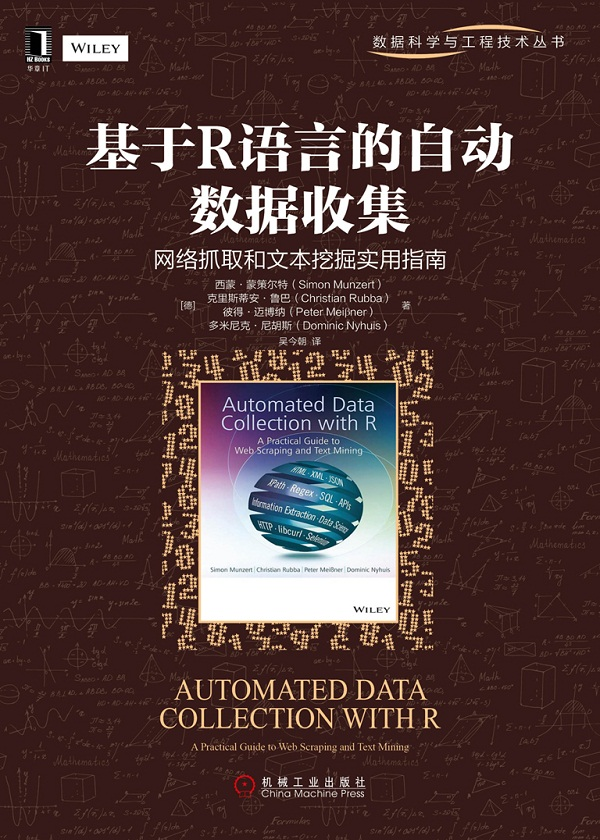 华章IT
HZ Books
WILEY
数据科学与工程技术丛书
基于R语言的自动
数据收集
网络抓取和文本挖掘实用指南
[德]
西蒙·蒙策尔特（Simon Munzert）
克里斯蒂安·鲁巴（Christian Rubba）
彼得·迈博纳（Peter Meißner）
多米尼克·尼胡斯（Dominic Nyhuis）
著
吴今朝 译
Automated Data
Collection with R
A Practical Guide to
Web Scraping and Text Mining
HTML · XML · JSON
XPath · Regex · SQL · APIs
Information Extraction · Data Science
HTTP · libcurl · Selenium
Simon Munzert | Christian Rubba | Peter Meißner | Dominic Nyhuis
WILEY
AUTOMATED DATA
COLLECTION WITH R
A Practical Guide to Web Scraping and Text Mining
机械工业出版社
China Machine Press